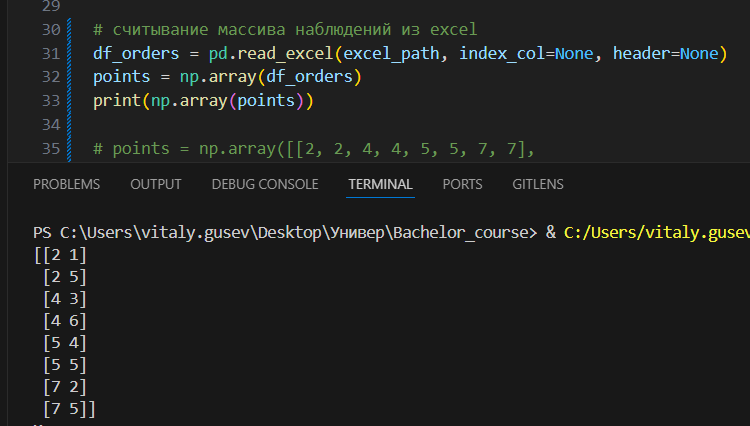 29
30 # считывание массива наблюдений из excel
31 df_orders = pd.read_excel(excel_path, index_col=None, header=None)
32 points = np.array(df_orders)
33 print(np.array(points))
34
35 # points = np.array([[2, 2, 4, 4, 5, 5, 7, 7],
PROBLEMS OUTPUT DEBUG CONSOLE TERMINAL PORTS GITLENS
PS C:\Users\vitaly.gusev\Desktop\Универ\Bachelor_course> & C:/Users/vitaly.gusev
[[2 1]
[2 5]
[4 3]
[4 6]
[5 4]
[5 5]
[7 2]
[7 5]]